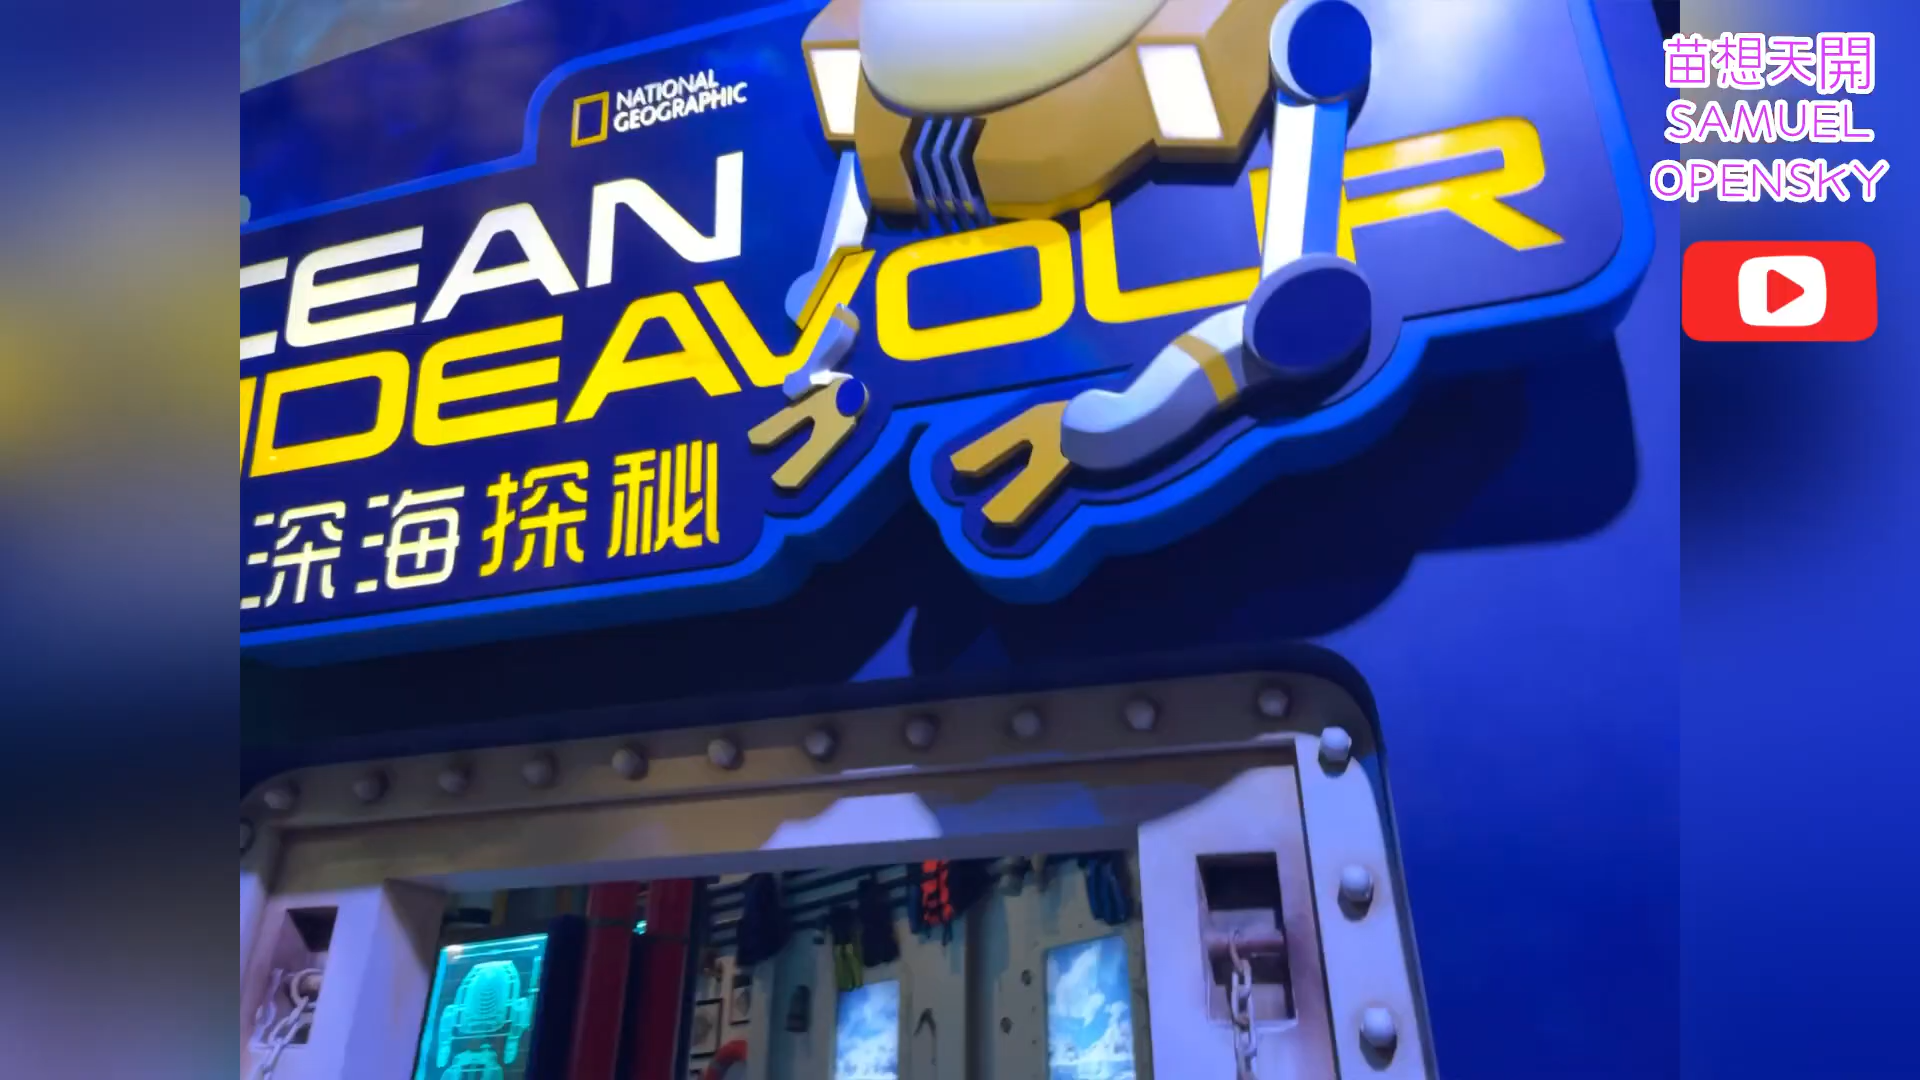 NATIONAL
GEOGRAPHIC
CEAN
DEAVOUR
深海探秘
苗想天開
SAMUEL
OPENSKY